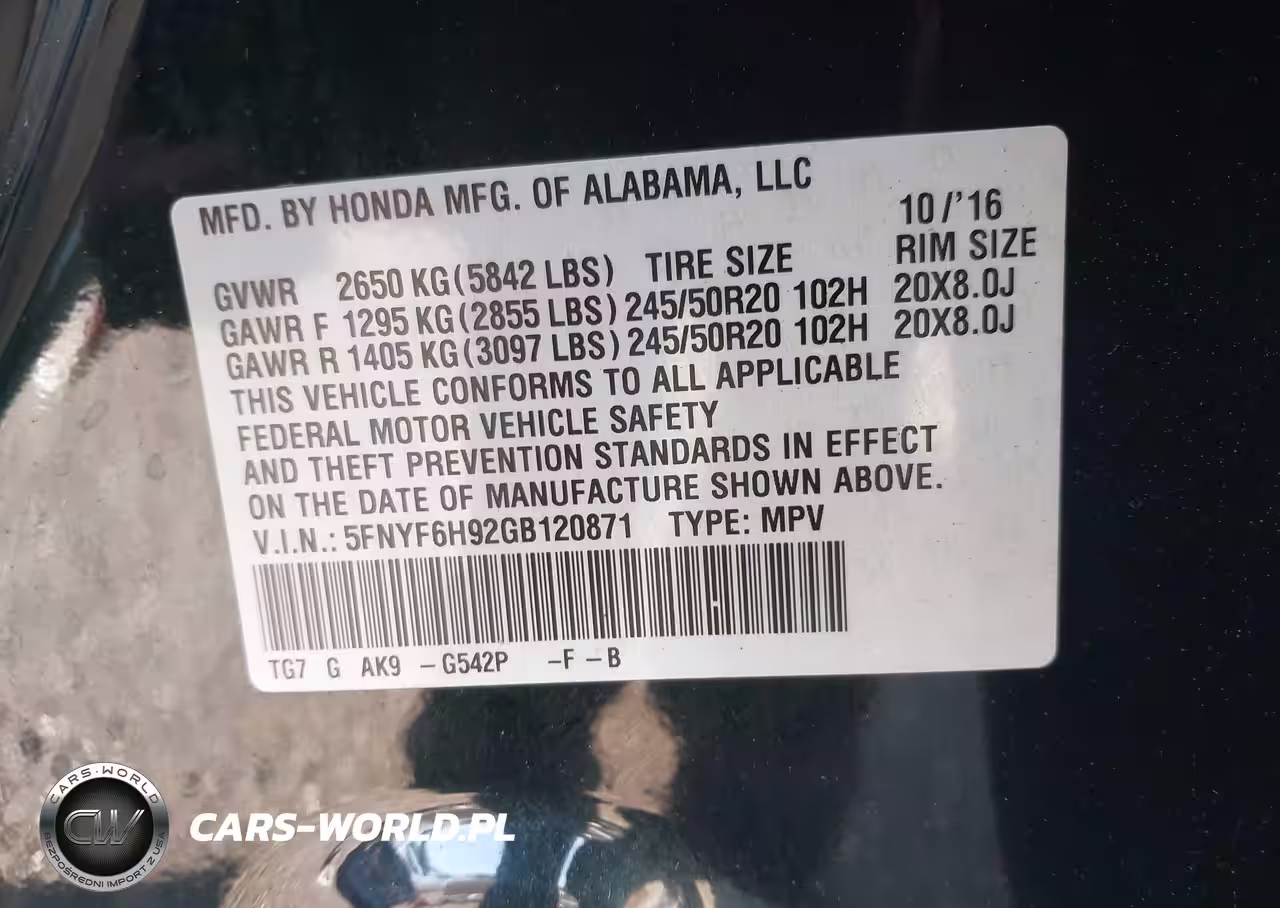 MFD. BY HONDA MFG. OF ALABAMA, LLC
10/'16
GVWR 2650 KG(5842 LBS) TIRE SIZE RIM SIZE
GAWR F 1295 KG(2855 LBS) 245/50R20 102H 20X8.0J
GAWR R 1405 KG(3097 LBS) 245/50R20 102H 20X8.0J
THIS VEHICLE CONFORMS TO ALL APPLICABLE
FEDERAL MOTOR VEHICLE SAFETY
AND THEFT PREVENTION STANDARDS IN EFFECT
ON THE DATE OF MANUFACTURE SHOWN ABOVE.
V.I.N.: 5FNYF6H92GB120871 TYPE: MPV
TG7 G AK9 -G542P -F -B
CARS-WORLD
CW
BEZPOŚREDNI IMPORT Z USA
CARS-WORLD.PL